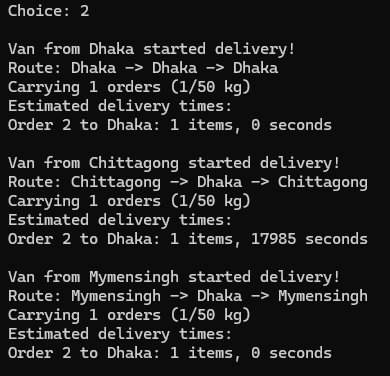 Choice: 2
Van from Dhaka started delivery!
Route: Dhaka -> Dhaka -> Dhaka
Carrying 1 orders (1/50 kg)
Estimated delivery times:
Order 2 to Dhaka: 1 items, 0 seconds
Van from Chittagong started delivery!
Route: Chittagong -> Dhaka -> Chittagong
Carrying 1 orders (1/50 kg)
Estimated delivery times:
Order 2 to Dhaka: 1 items, 17985 seconds
Van from Mymensingh started delivery!
Route: Mymensingh -> Dhaka -> Mymensingh
Carrying 1 orders (1/50 kg)
Estimated delivery times:
Order 2 to Dhaka: 1 items, 0 seconds